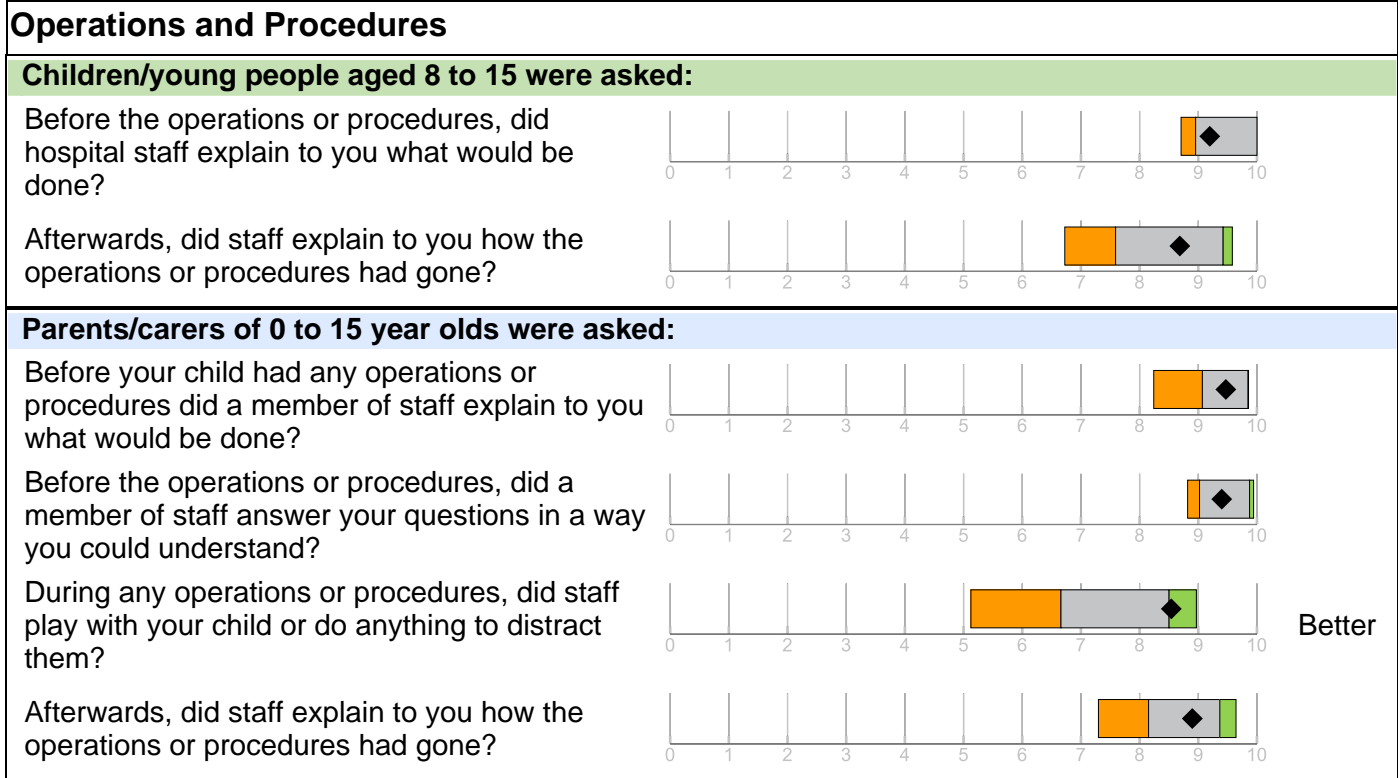 Operations and Procedures
Children/young people aged 8 to 15 were asked:
Before the operations or procedures, did
hospital staff explain to you what would be
done?
0 1 2 3 4 5 6 7 8 9 10
Afterwards, did staff explain to you how the
operations or procedures had gone?
0 1 2 3 4 5 6 7 8 9 10
Parents/carers of 0 to 15 year olds were asked:
Before your child had any operations or
procedures did a member of staff explain to you
what would be done?
0 1 2 3 4 5 6 7 8 9 10
Before the operations or procedures, did a
member of staff answer your questions in a way
you could understand?
0 1 2 3 4 5 6 7 8 9 10
During any operations or procedures, did staff
play with your child or do anything to distract
them?
0 1 2 3 4 5 6 7 8 9 10
Better
Afterwards, did staff explain to you how the
operations or procedures had gone?
0 1 2 3 4 5 6 7 8 9 10